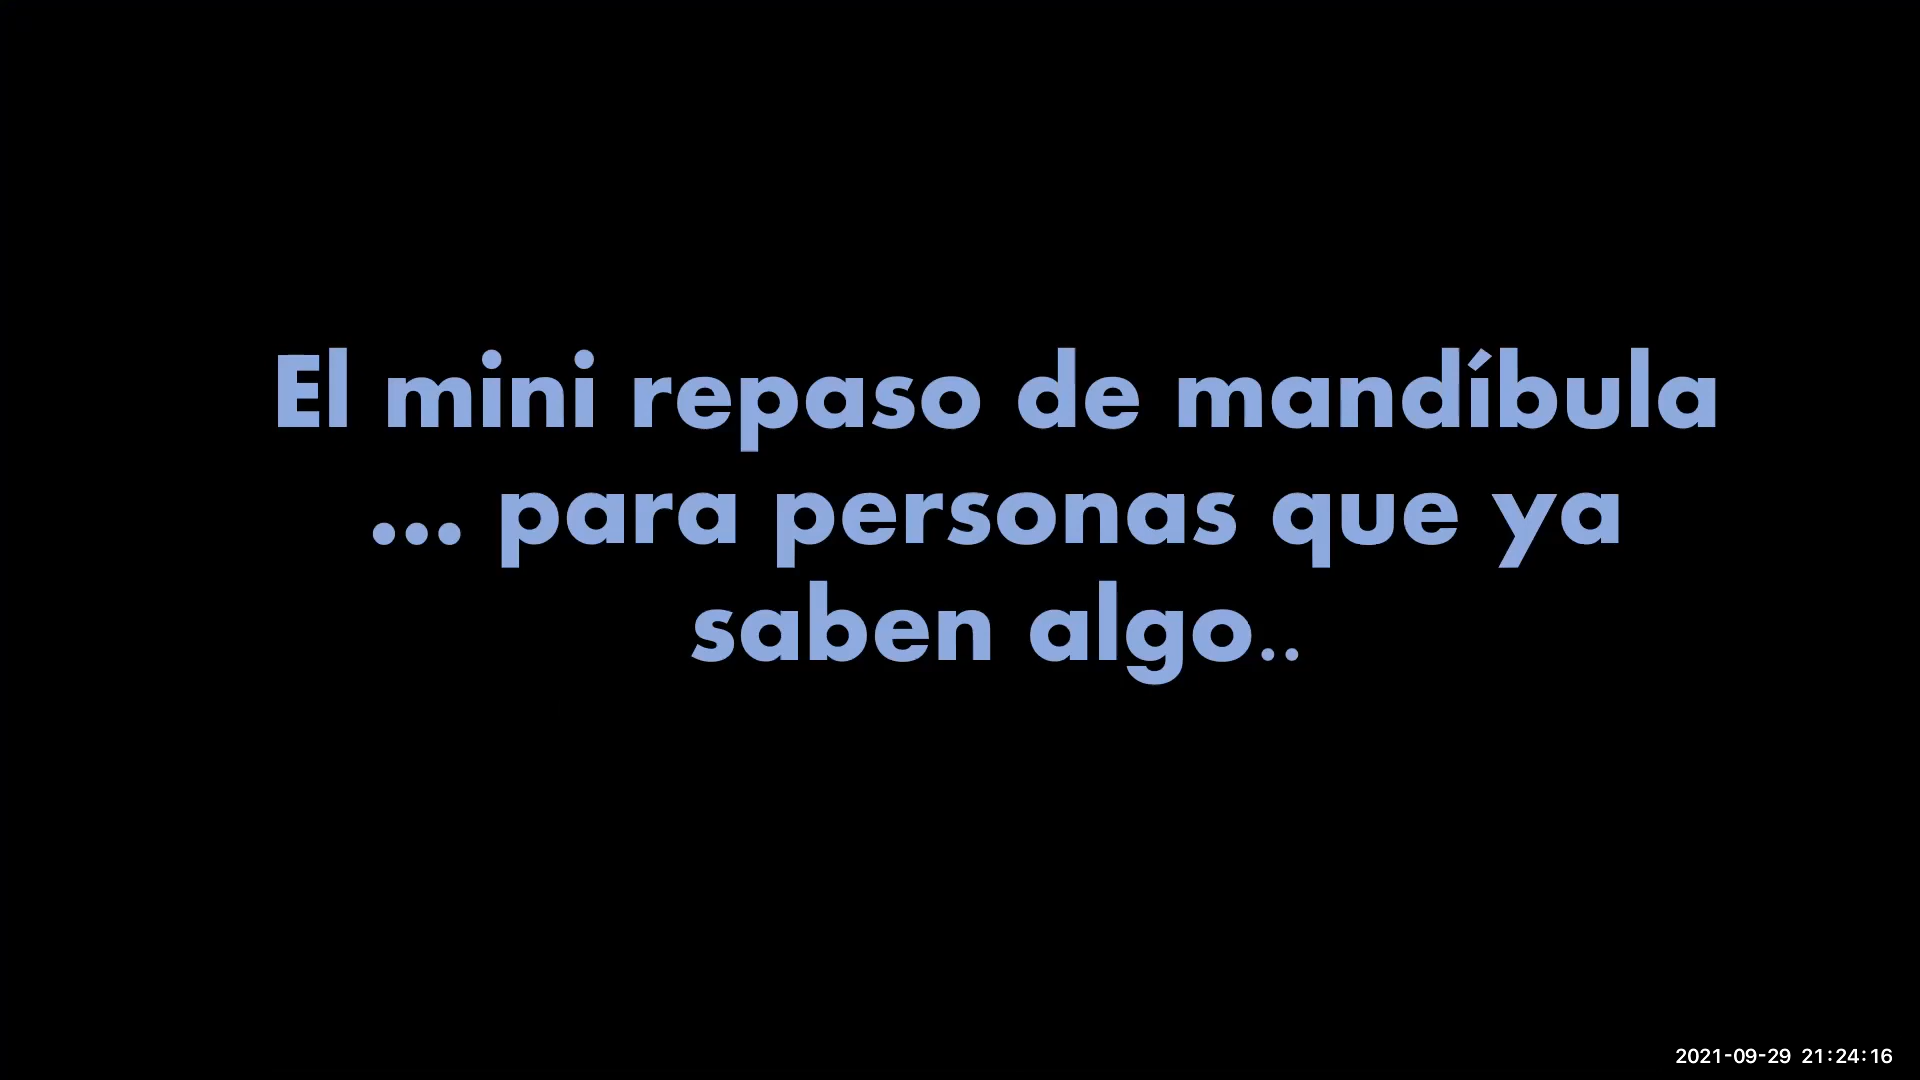 El mini repaso de mandíbula
... para personas que ya
saben algo..
2021-09-29 21:24:16